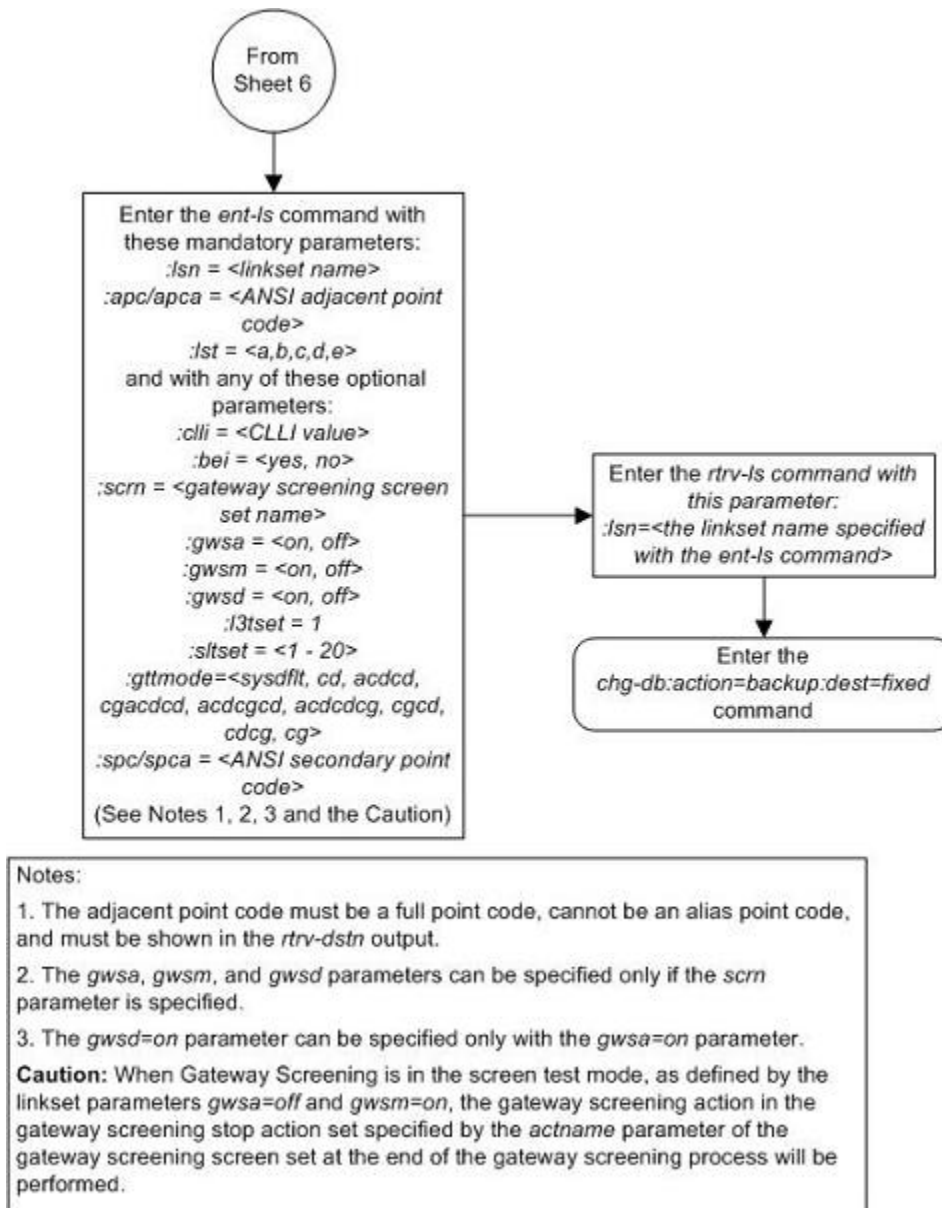 From
Sheet 6
Enter the ent-ls command with
these mandatory parameters:
:lsn = <linkset name>
:apc/apca = <ANSI adjacent point
code>
:lst = <a,b,c,d,e>
and with any of these optional
parameters:
:clli = <CLLI value>
:bei = <yes, no>
:scrn = <gateway screening screen
set name>
:gwsa = <on, off>
:gwsm = <on, off>
:gwsd = <on, off>
:l3tset = 1
:sltset = <1 - 20>
:gttmode=<sysdflt, cd, acdcd,
cgacdcd, acdcgcd, acdcdcg, cgcd,
cdcg, cg>
:spc/spca = <ANSI secondary point
code>
(See Notes 1, 2, 3 and the Caution)
Enter the rtrv-ls command with
this parameter:
:lsn=<the linkset name specified
with the ent-ls command>
Enter the
chg-db:action=backup:dest=fixed
command
Notes:
1. The adjacent point code must be a full point code, cannot be an alias point code,
and must be shown in the rtrv-dstn output.
2. The gwsa, gwsm, and gwsd parameters can be specified only if the scrn
parameter is specified.
3. The gwsd=on parameter can be specified only with the gwsa=on parameter.
Caution: When Gateway Screening is in the screen test mode, as defined by the
linkset parameters gwsa=off and gwsm=on, the gateway screening action in the
gateway screening stop action set specified by the actname parameter of the
gateway screening screen set at the end of the gateway screening process will be
performed.